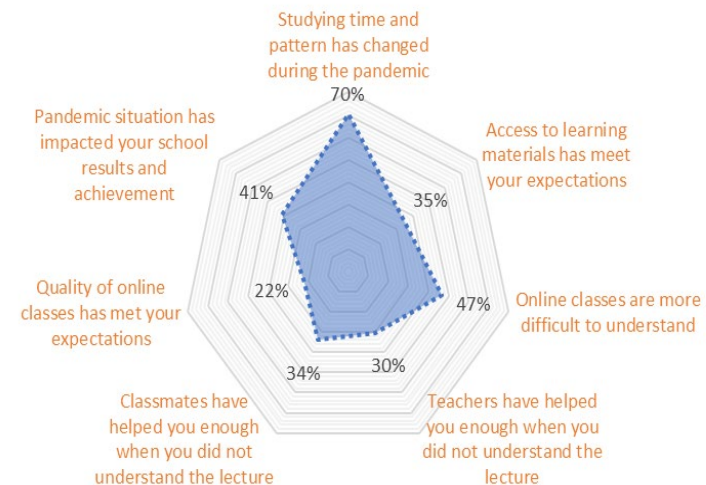 Studying time and
pattern has changed
during the pandemic
70%
Access to learning
materials has meet
your expectations
35%
Online classes are more
difficult to understand
47%
Teachers have helped
you enough when you
did not understand the
lecture
30%
Classmates have
helped you enough
when you did not
understand the lecture
34%
Quality of online
classes has met your
expectations
22%
Pandemic situation has
impacted your school
results and
achievement
41%